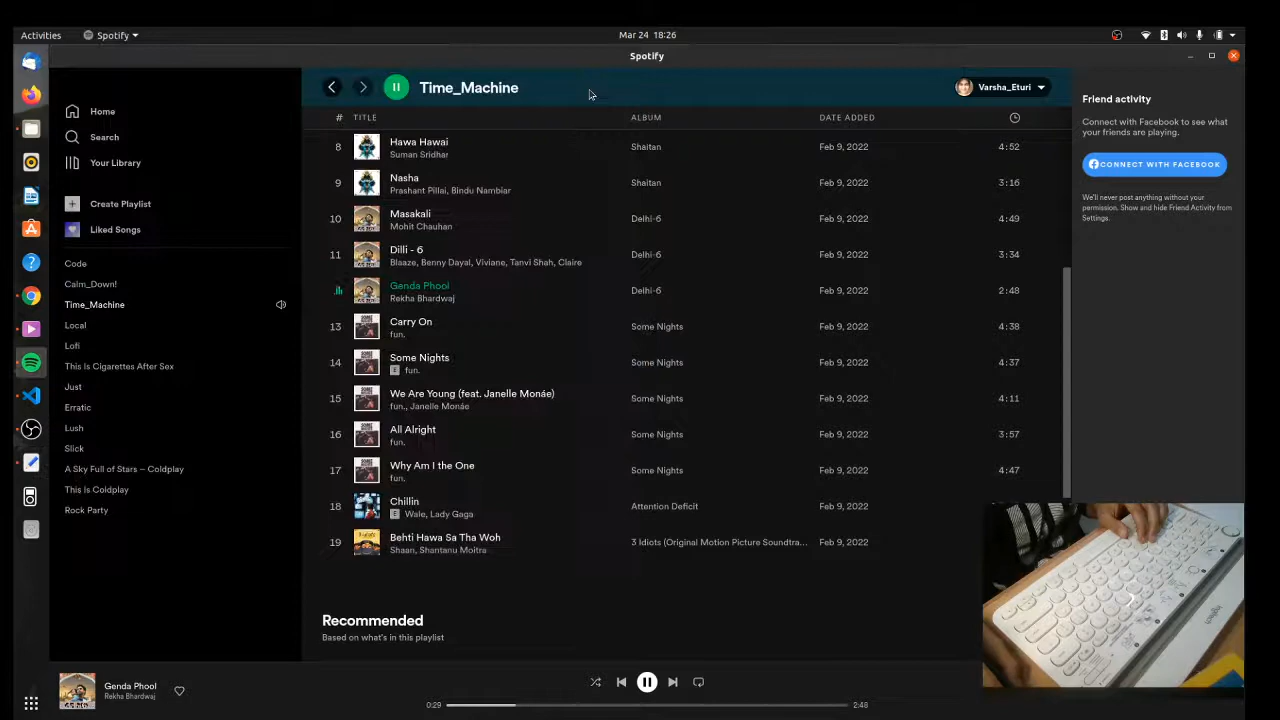 Activities
Spotify
Mar 24 18:26
Spotify
Home
Search
Your Library
Create Playlist
Liked Songs
Code
Calm_Down!
Time_Machine
Local
Lofi
This Is Cigarettes After Sex
Just
Erratic
Lush
Slick
A Sky Full of Stars – Coldplay
This Is Coldplay
Rock Party
Time_Machine
Varsha_Eturi
# TITLE ALBUM DATE ADDED
8 Hawa Hawai Shaitan Feb 9, 2022 4:52
Suman Sridhar
9 Nasha Shaitan Feb 9, 2022 3:16
Prashant Pillai, Bindu Nambiar
10 Masakali Delhi-6 Feb 9, 2022 4:49
Mohit Chauhan
11 Dilli - 6 Delhi-6 Feb 9, 2022 3:34
Blaaze, Benny Dayal, Viviane, Tanvi Shah, Claire
Genda Phool Delhi-6 Feb 9, 2022 2:48
Rekha Bhardwaj
13 Carry On Some Nights Feb 9, 2022 4:38
fun.
14 Some Nights Some Nights Feb 9, 2022 4:37
E fun.
15 We Are Young (feat. Janelle Monáe) Some Nights Feb 9, 2022 4:11
fun., Janelle Monáe
16 All Alright Some Nights Feb 9, 2022 3:57
fun.
17 Why Am I the One Some Nights Feb 9, 2022 4:47
fun.
18 Chillin Attention Deficit Feb 9, 2022
E Wale, Lady Gaga
19 Behti Hawa Sa Tha Woh 3 Idiots (Original Motion Picture Soundtra... Feb 9, 2022
Shaan, Shantanu Moitra
Recommended
Based on what's in this playlist
Friend activity
Connect with Facebook to see what
your friends are playing.
CONNECT WITH FACEBOOK
We'll never post anything without your
permission. Show and hide Friend Activity from
Settings.
logitech
Genda Phool
Rekha Bhardwaj
0:29
2:48